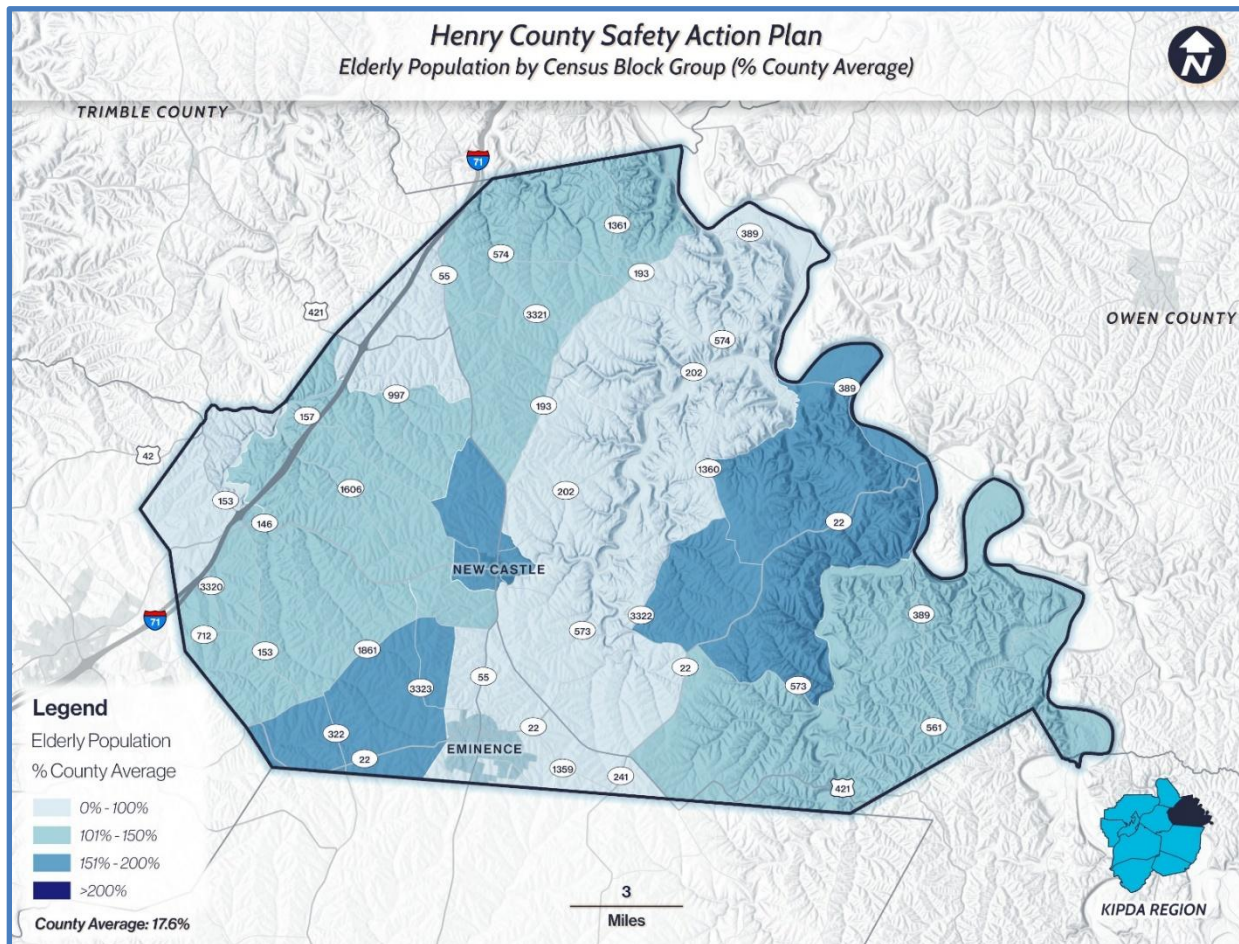 Henry County Safety Action Plan
Elderly Population by Census Block Group (% County Average)
N
TRIMBLE COUNTY
71
1361
389
574
193
55
421
3321
OWEN COUNTY
574
202
389
997
193
157
42
1360
202
1606
153
146
22
NEW CASTLE
3320
389
3322
71
712
573
153
1861
22
55
3323
573
561
22
322
EMINENCE
22
1359
241
421
Legend
Elderly Population
% County Average
0% - 100%
101% - 150%
151% - 200%
>200%
County Average: 17.6%
3
Miles
KIPDA REGION